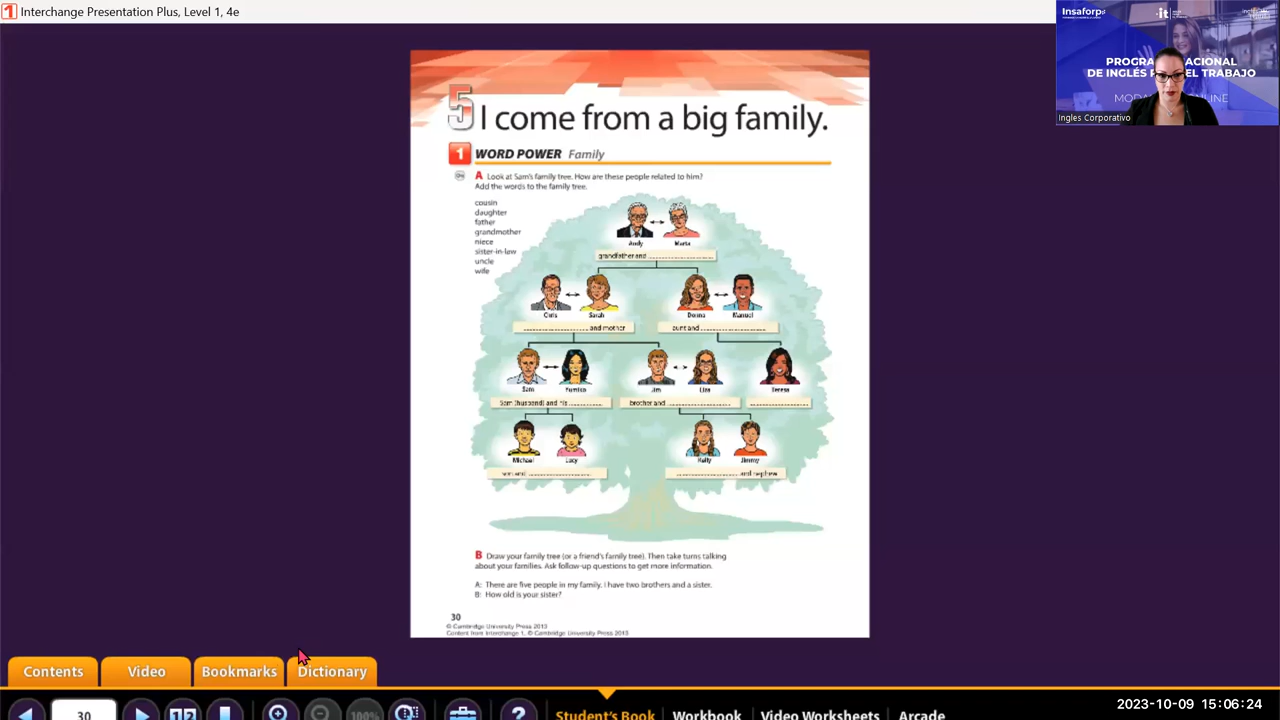 Interchange Presentation Plus, Level 1, 4e
Insaforp
it
PROGRA ACIONAL
DE INGLÉS P EL TRABAJO
MODA NLINE
Ingles Corporativo
5 I come from a big family.
1 WORD POWER Family
A Look at Sam's family tree. How are these people related to him?
Add the words to the family tree.
cousin
daughter
father
grandmother
niece
sister-in-law
uncle
wife
Andy Marta
grandfather and
Chris Sarah Donna Manuel
and mother aunt and
Sam Yumiko Jim Liza Teresa
Sam (husband) and his brother and
Michael Lucy Kelly Jimmy
son and and nephew
B Draw your family tree (or a friend's family tree). Then take turns talking
about your families. Ask follow-up questions to get more information.
A: There are five people in my family. I have two brothers and a sister.
B: How old is your sister?
30
© Cambridge University Press 2013
Content from Interchange 1, © Cambridge University Press 2013
Contents Video Bookmarks Dictionary
30 1/2 100% ? Student's Book Workbook Video Worksheets Arcade
2023-10-09 15:06:24